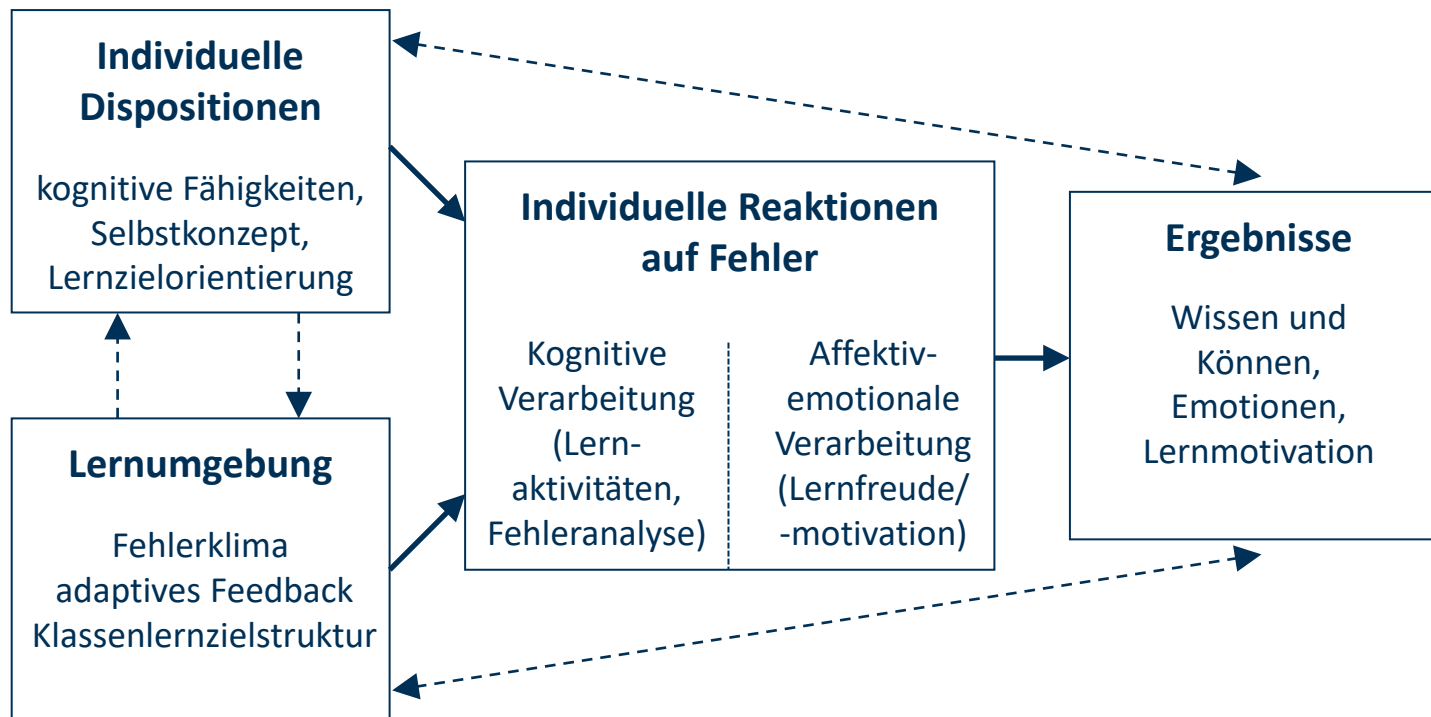 Individuelle
Dispositionen
kognitive Fähigkeiten,
Selbstkonzept,
Lernzielorientierung
Lernumgebung
Fehlerklima
adaptives Feedback
Klassenlernzielstruktur
Individuelle Reaktionen
auf Fehler
Kognitive
Verarbeitung
(Lern-
aktivitäten,
Fehleranalyse)
Affektiv-
emotionale
Verarbeitung
(Lernfreude/
-motivation)
Ergebnisse
Wissen und
Können,
Emotionen,
Lernmotivation